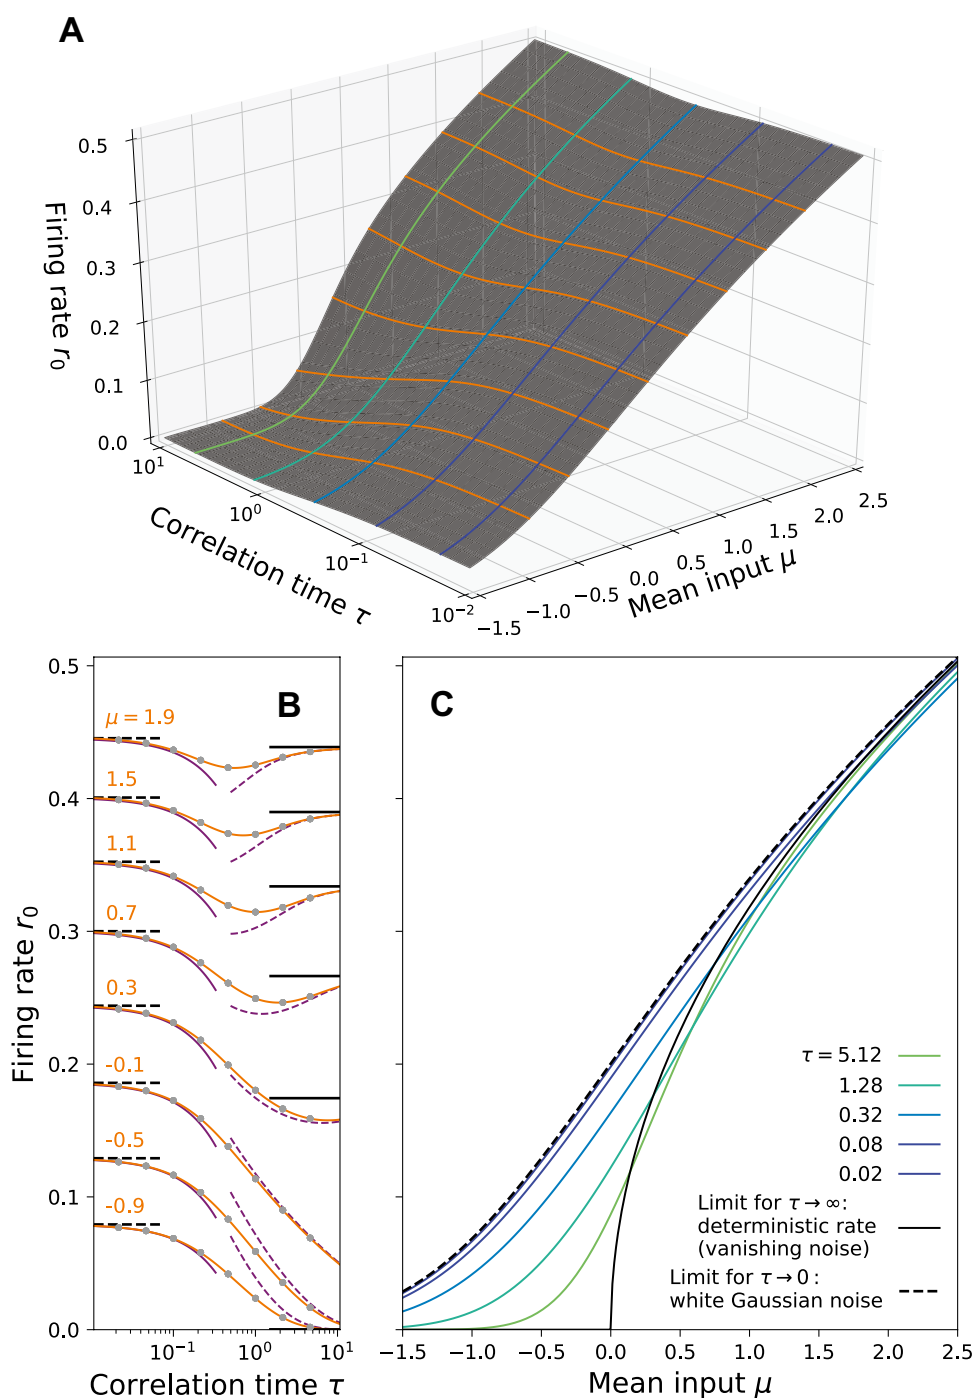 A
Firing rate r₀
0.5
0.4
0.3
0.2
0.1
0.0
10¹
10⁰
10⁻¹
10⁻²
Correlation time τ
−1.5
−1.0
−0.5
0.0
0.5
1.0
1.5
2.0
2.5
Mean input μ
B
Firing rate r₀
0.5
0.4
0.3
0.2
0.1
0.0
μ = 1.9
1.5
1.1
0.7
0.3
-0.1
-0.5
-0.9
10⁻¹ 10⁰ 10¹
Correlation time τ
C
τ = 5.12
1.28
0.32
0.08
0.02
Limit for τ → ∞:
deterministic rate
(vanishing noise)
Limit for τ → 0:
white Gaussian noise
−1.5 −1.0 −0.5 0.0 0.5 1.0 1.5 2.0 2.5
Mean input μ